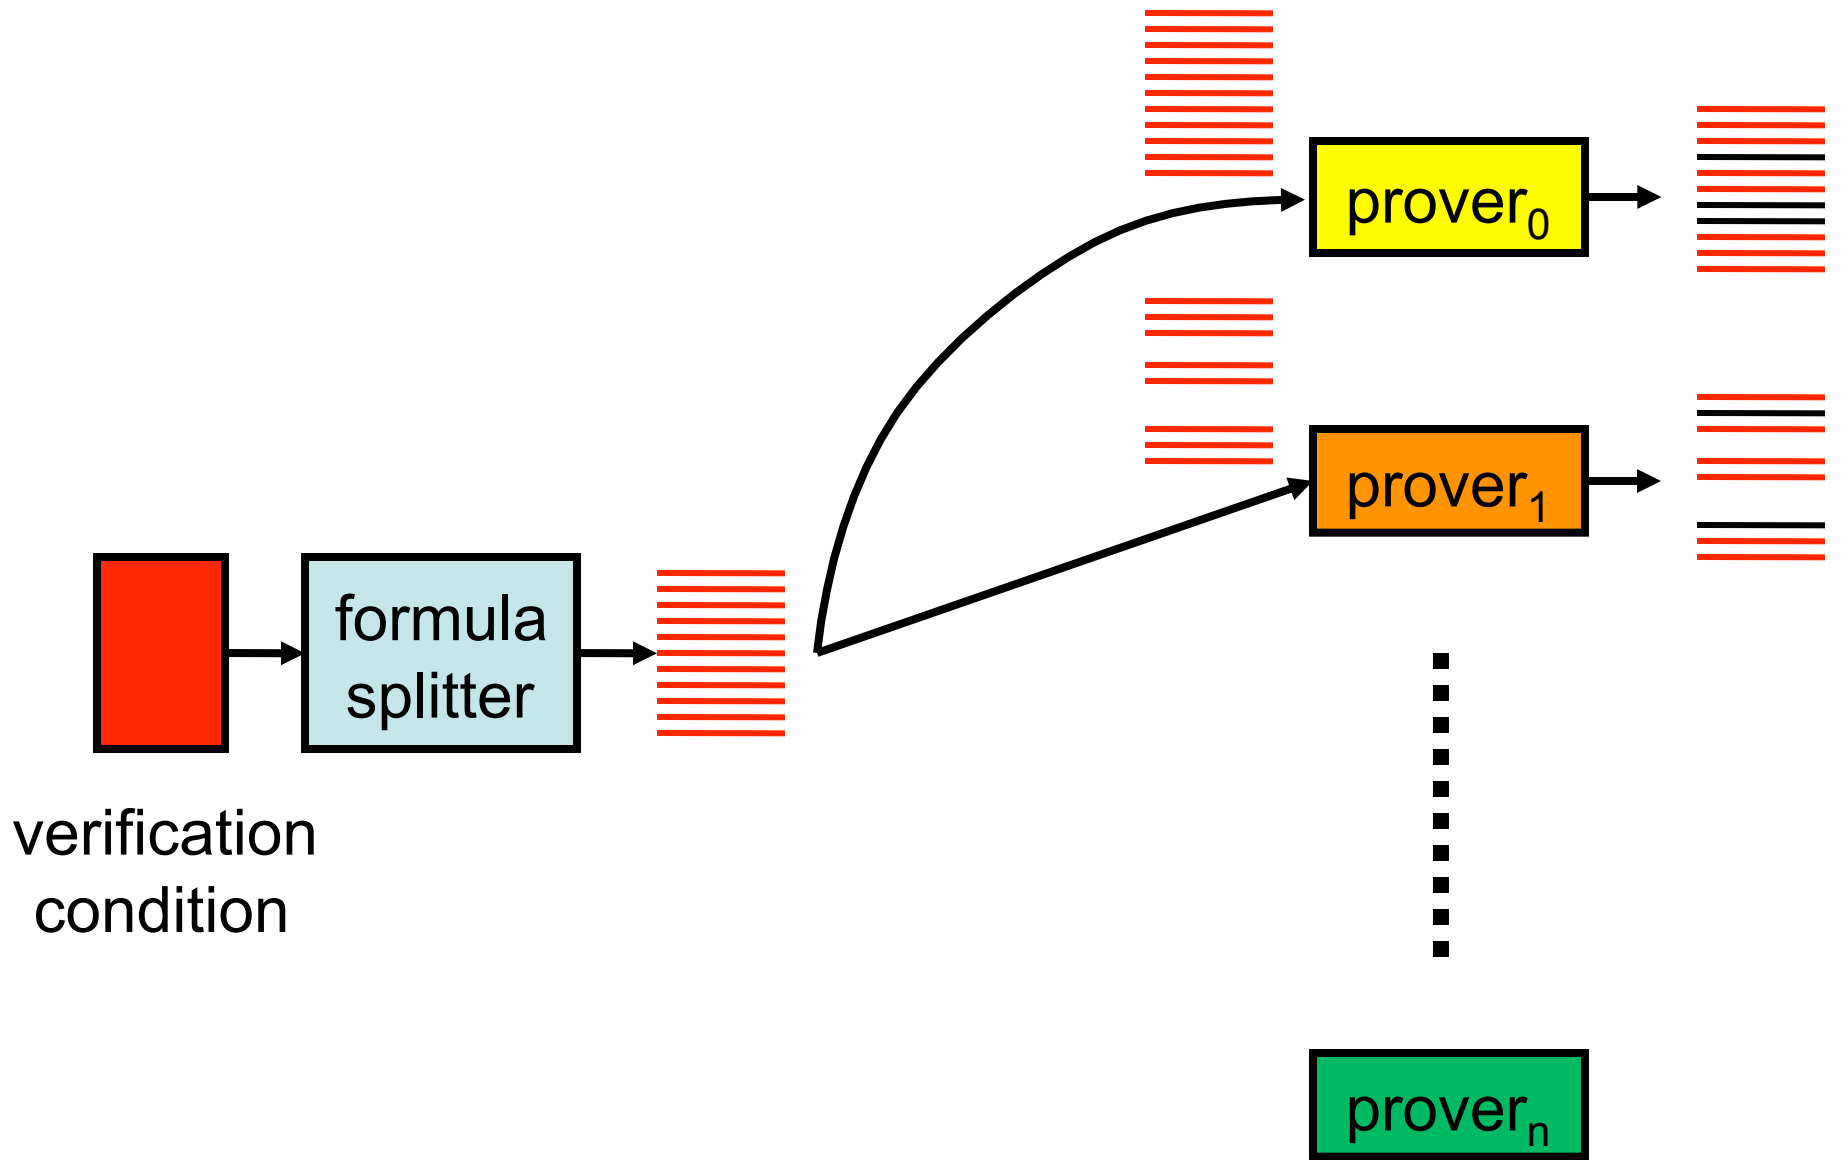 prover₀
prover₁
formula
splitter
verification
condition
proverₙ